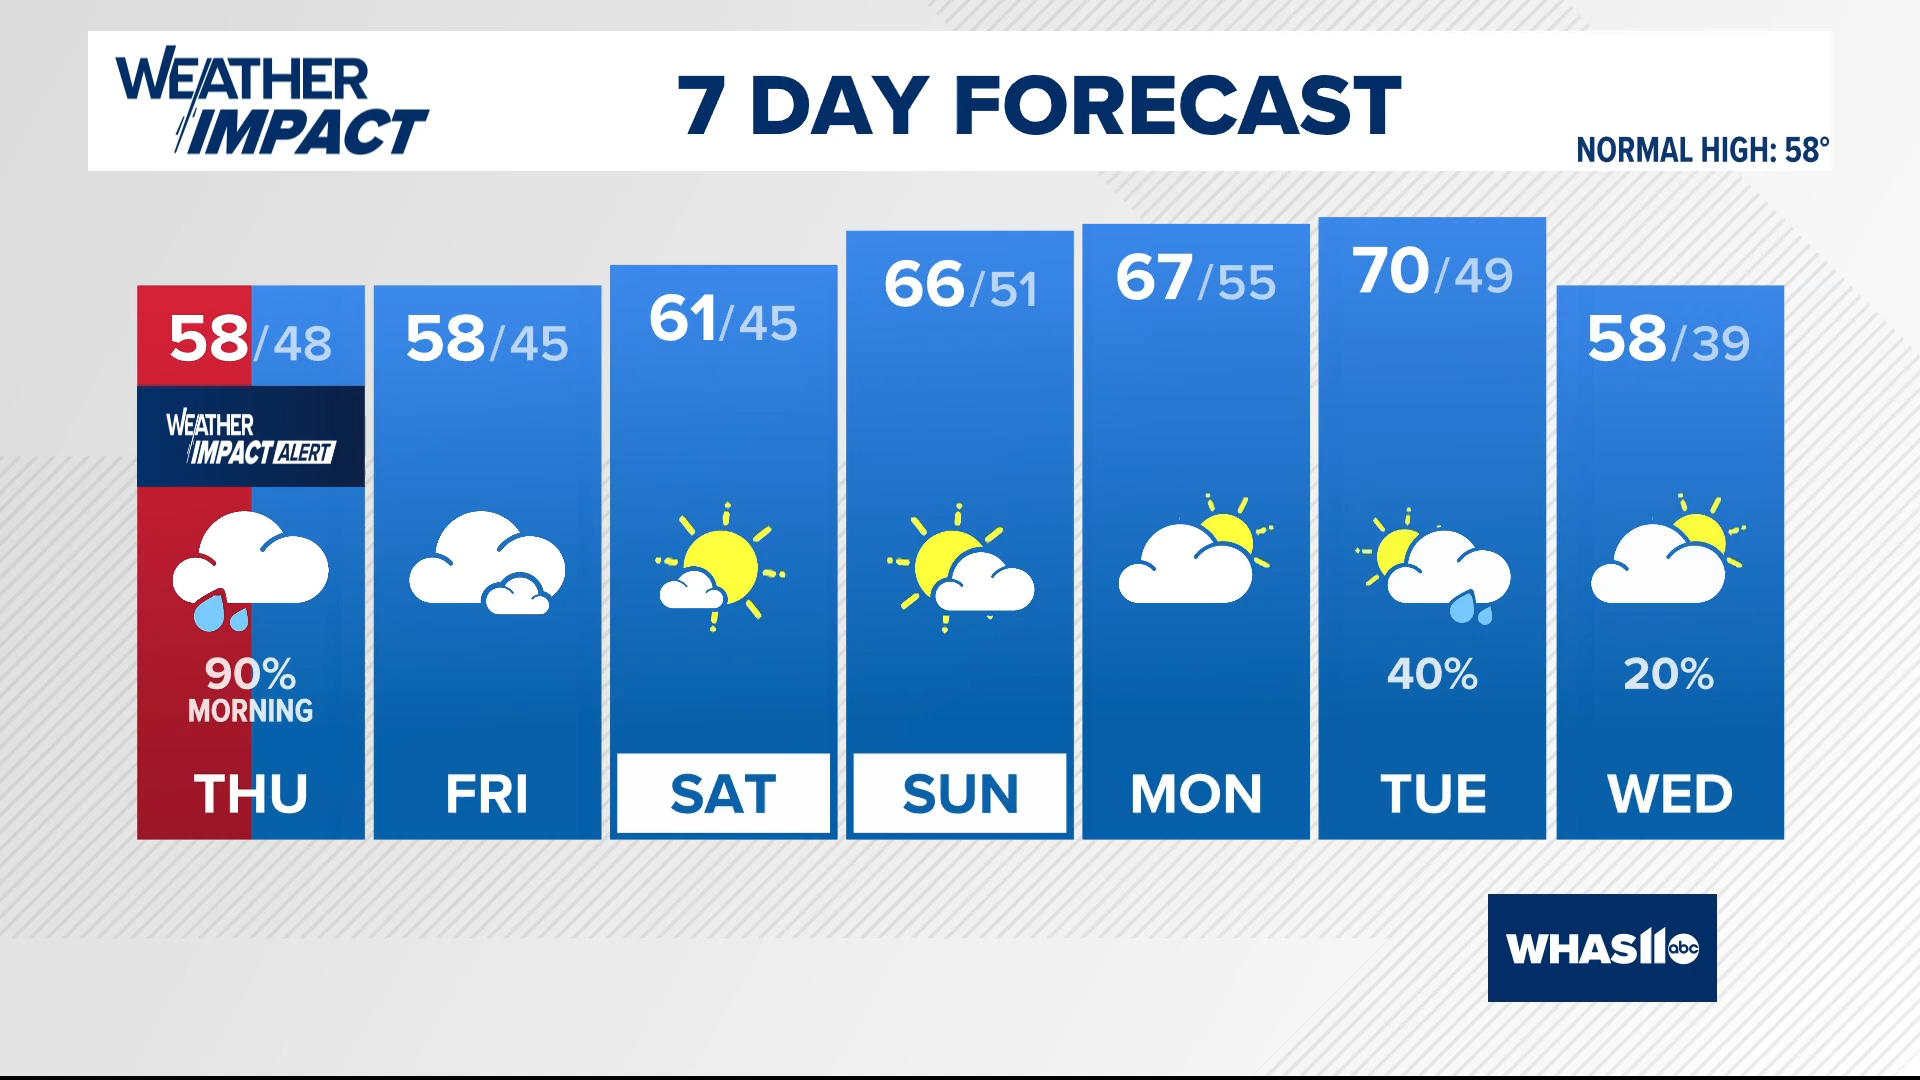 WEATHER
IMPACT
7 DAY FORECAST
NORMAL HIGH: 58°
58/48
WEATHER
IMPACT ALERT
90%
MORNING
THU
58/45
FRI
61/45
SAT
66/51
SUN
67/55
MON
70/49
40%
TUE
58/39
20%
WED
WHAS11 abc